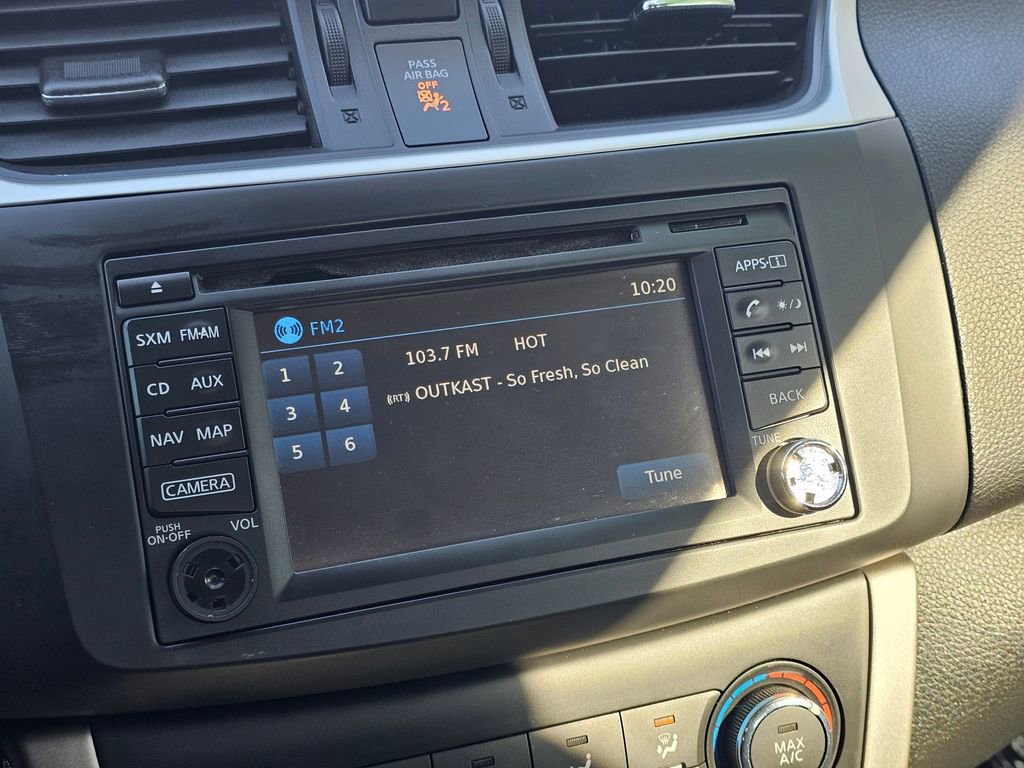 PASS
AIR BAG
OFF
2
10:20
APPS·i
SXM FM·AM
FM2
103.7 FM HOT
OUTKAST - So Fresh, So Clean
(RT)
1 2
3 4
5 6
CD AUX
NAV MAP
CAMERA
BACK
TUNE
Tune
PUSH
ON·OFF
VOL
MAX
A/C